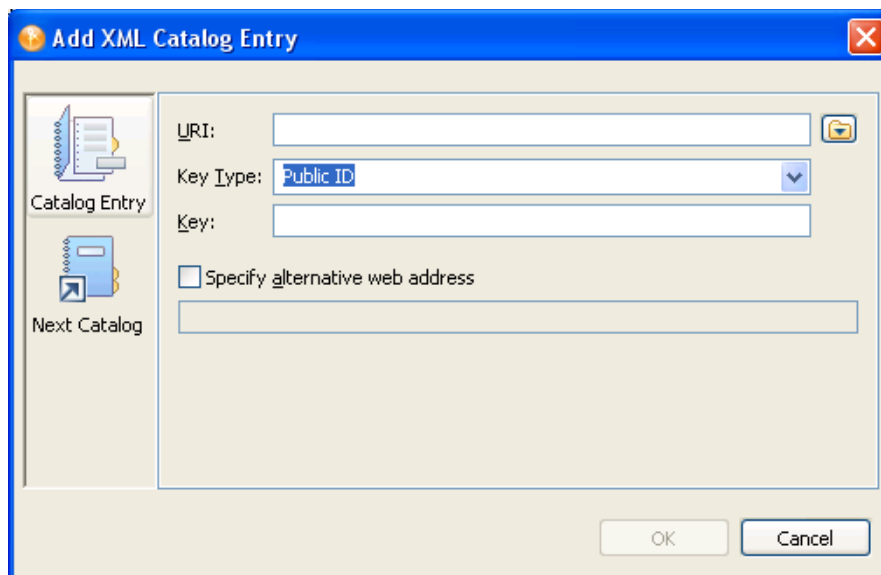 Add XML Catalog Entry
Catalog Entry
Next Catalog
URI:
Key Type: Public ID
Key:
Specify alternative web address
OK Cancel